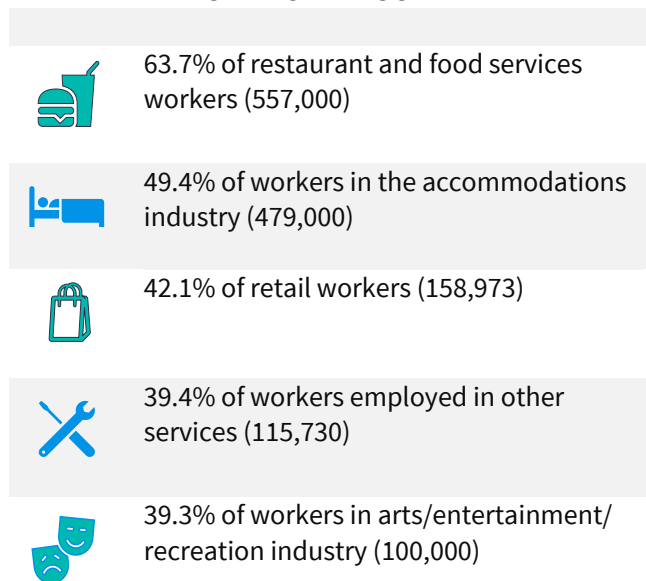 63.7% of restaurant and food services
workers (557,000)
49.4% of workers in the accommodations
industry (479,000)
42.1% of retail workers (158,973)
39.4% of workers employed in other
services (115,730)
39.3% of workers in arts/entertainment/
recreation industry (100,000)